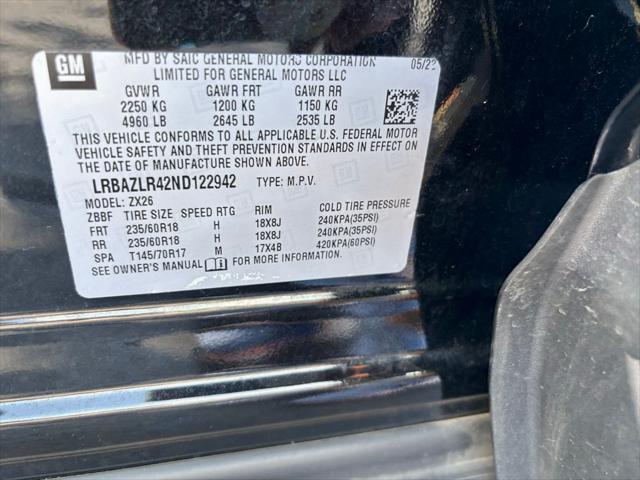 GM
MFD BY SAIC GENERAL MOTORS CORPORATION
LIMITED FOR GENERAL MOTORS LLC
GVWR GAWR FRT GAWR RR
2250 KG 1200 KG 1150 KG
4960 LB 2645 LB 2535 LB
THIS VEHICLE CONFORMS TO ALL APPLICABLE U.S. FEDERAL MOTOR
VEHICLE SAFETY AND THEFT PREVENTION STANDARDS IN EFFECT ON
THE DATE OF MANUFACTURE SHOWN ABOVE.
LRBAZLR42ND122942 TYPE: M.P.V.
MODEL: ZX26
ZBBF TIRE SIZE SPEED RTG RIM COLD TIRE PRESSURE
FRT 235/60R18 H 18X8J 240KPA(35PSI)
RR 235/60R18 H 18X8J 240KPA(35PSI)
SPA T145/70R17 M 17X4B 420KPA(60PSI)
SEE OWNER'S MANUAL FOR MORE INFORMATION.